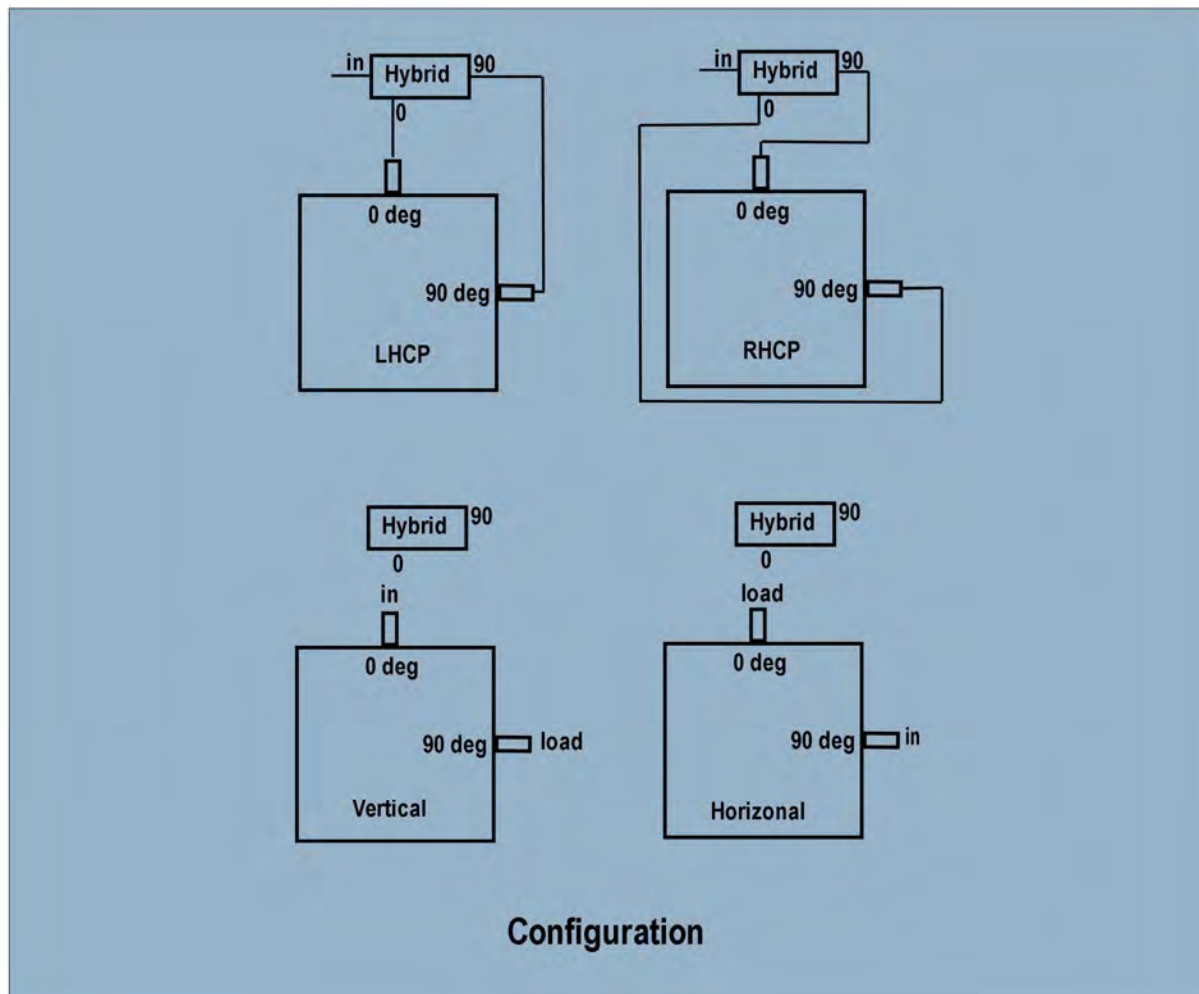 in Hybrid 90
0
0 deg
90 deg
LHCP
in Hybrid 90
0
0 deg
90 deg
RHCP
Hybrid 90
0
in
0 deg
90 deg load
Vertical
Hybrid 90
0
load
0 deg
90 deg in
Horizonal
Configuration